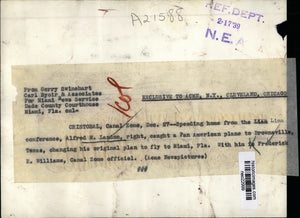 A21588
REF. DEPT.
2-17-39
N.E.A.
From Gerry Swinehart
Carl Byoir & Associates
For Miami News Service
Dade County Courthouse
Miami, Fla.
EXCLUSIVE TO ACME, N.Y., CLEVELAND, CHICAGO
CRISTOBAL, Canal Zone, Dec. 27--Speeding home from the Lima
conference, Alfred M. Landon, right, caught a Pan American plane to Brownsville,
Texas, changing his original plan to fly to Miami, Fla. With him is Frederick
E. Williams, Canal Zone official. (Acme Newspictures)